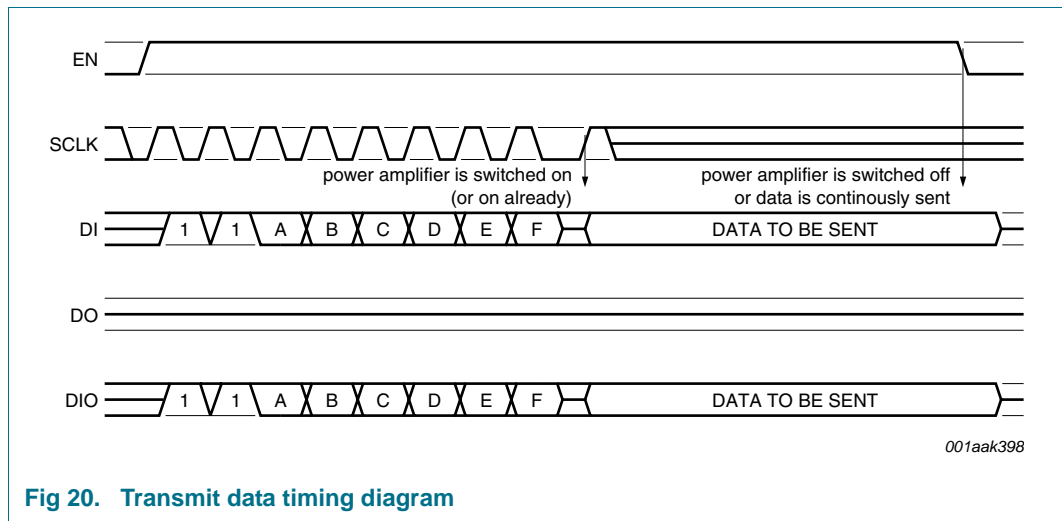 EN
SCLK
power amplifier is switched on
(or on already)
power amplifier is switched off
or data is continously sent
DI 1 1 A B C D E F DATA TO BE SENT
DO
DIO 1 1 A B C D E F DATA TO BE SENT
001aak398
Fig 20. Transmit data timing diagram